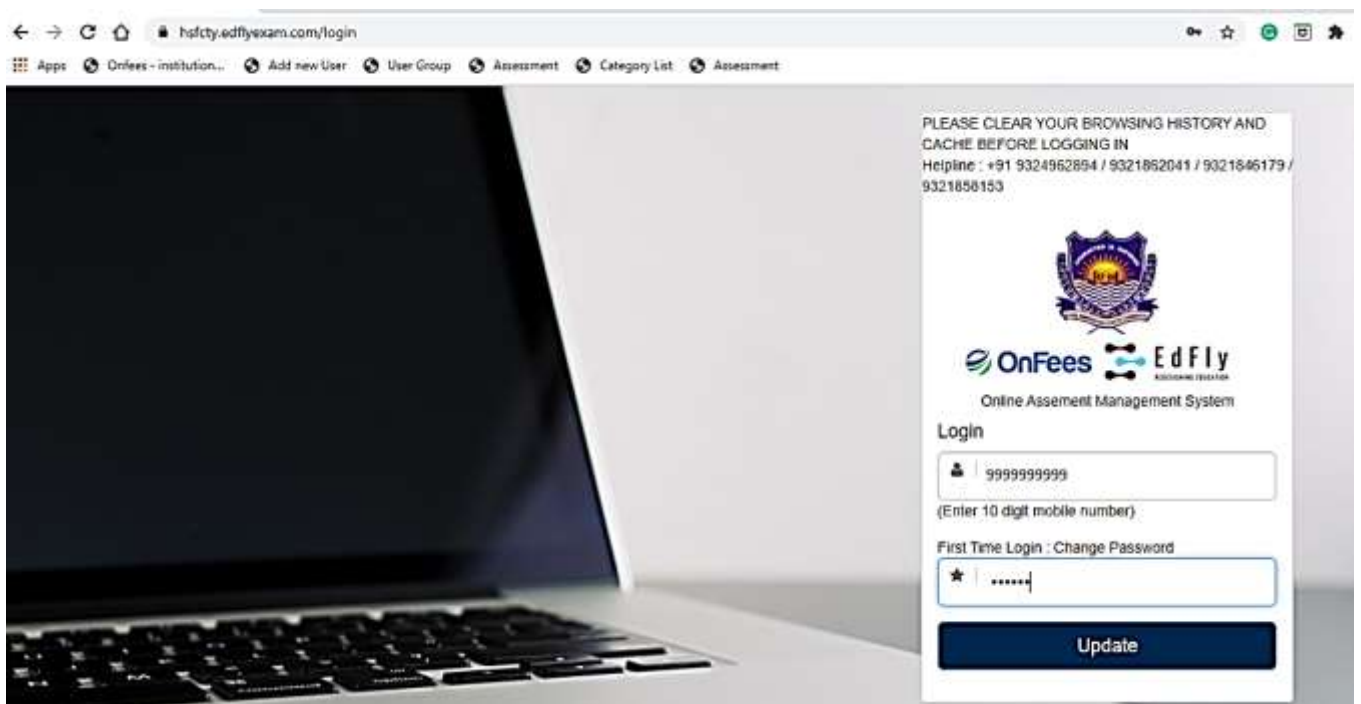 hsfcty.edflyexam.com/login
Apps Onfees - institution... Add new User User Group Assessment Category List Assessment
PLEASE CLEAR YOUR BROWSING HISTORY AND
CACHE BEFORE LOGGING IN
Helpline : +91 9324962894 / 9321862041 / 9321846179 /
9321858153
OnFees EdFly
Online Assement Management System
Login
9999999999
(Enter 10 digit mobile number)
First Time Login : Change Password
••••••
Update